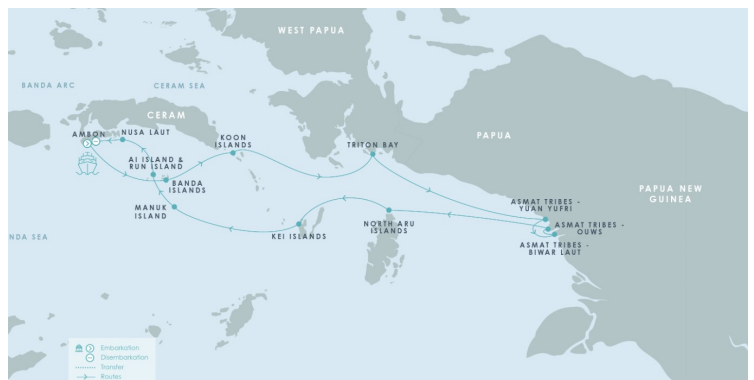 WEST PAPUA
BANDA ARC
CERAM SEA
CERAM
AMBON
NUSA LAUT
KOON
ISLANDS
TRITON BAY
PAPUA
AI ISLAND &
RUN ISLAND
BANDA
ISLANDS
PAPUA NEW
GUINEA
MANUK
ISLAND
ASMAT TRIBES -
YUAN YUFRI
NORTH ARU
ISLANDS
ASMAT TRIBES -
OUWS
KEI ISLANDS
ASMAT TRIBES -
BIWAR LAUT
NDA SEA
Embarkation
Disembarkation
Transfer
Routes